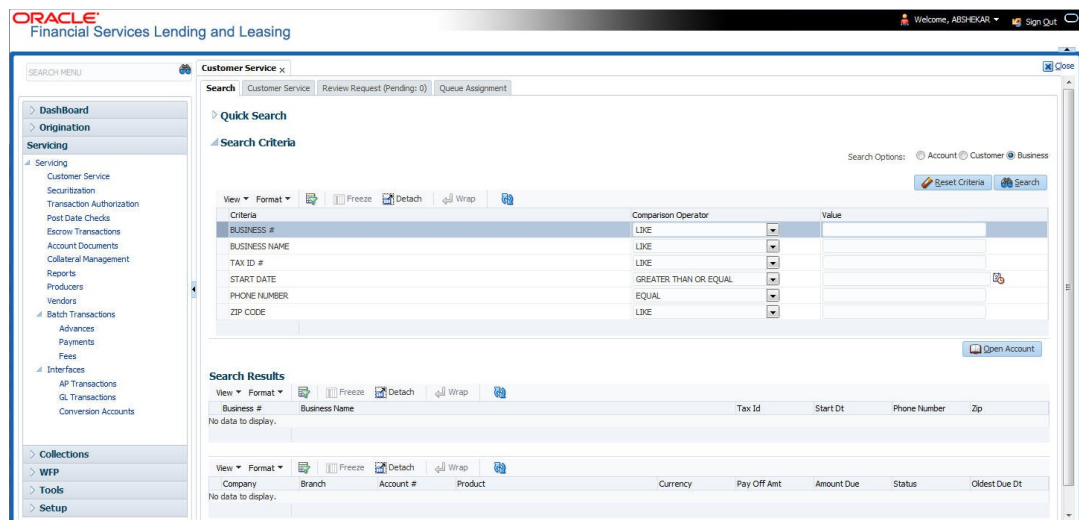 ORACLE
Financial Services Lending and Leasing
Welcome, ABSHEKAR
Sign Out
SEARCH MENU
DashBoard
Origination
Servicing
Servicing
Customer Service
Securitization
Transaction Authorization
Post Date Checks
Escrow Transactions
Account Documents
Collateral Management
Reports
Producers
Vendors
Batch Transactions
Advances
Payments
Fees
Interfaces
AP Transactions
GL Transactions
Conversion Accounts
Collections
WFP
Tools
Setup
Customer Service x
Close
Search Customer Service Review Request (Pending: 0) Queue Assignment
Quick Search
Search Criteria
Search Options: Account Customer Business
Reset Criteria Search
View Format Freeze Detach Wrap
Criteria Comparison Operator Value
BUSINESS # LIKE
BUSINESS NAME LIKE
TAX ID # LIKE
START DATE GREATER THAN OR EQUAL
PHONE NUMBER EQUAL
ZIP CODE LIKE
Open Account
Search Results
View Format Freeze Detach Wrap
Business # Business Name Tax Id Start Dt Phone Number Zip
No data to display.
View Format Freeze Detach Wrap
Company Branch Account # Product Currency Pay Off Amt Amount Due Status Oldest Due Dt
No data to display.